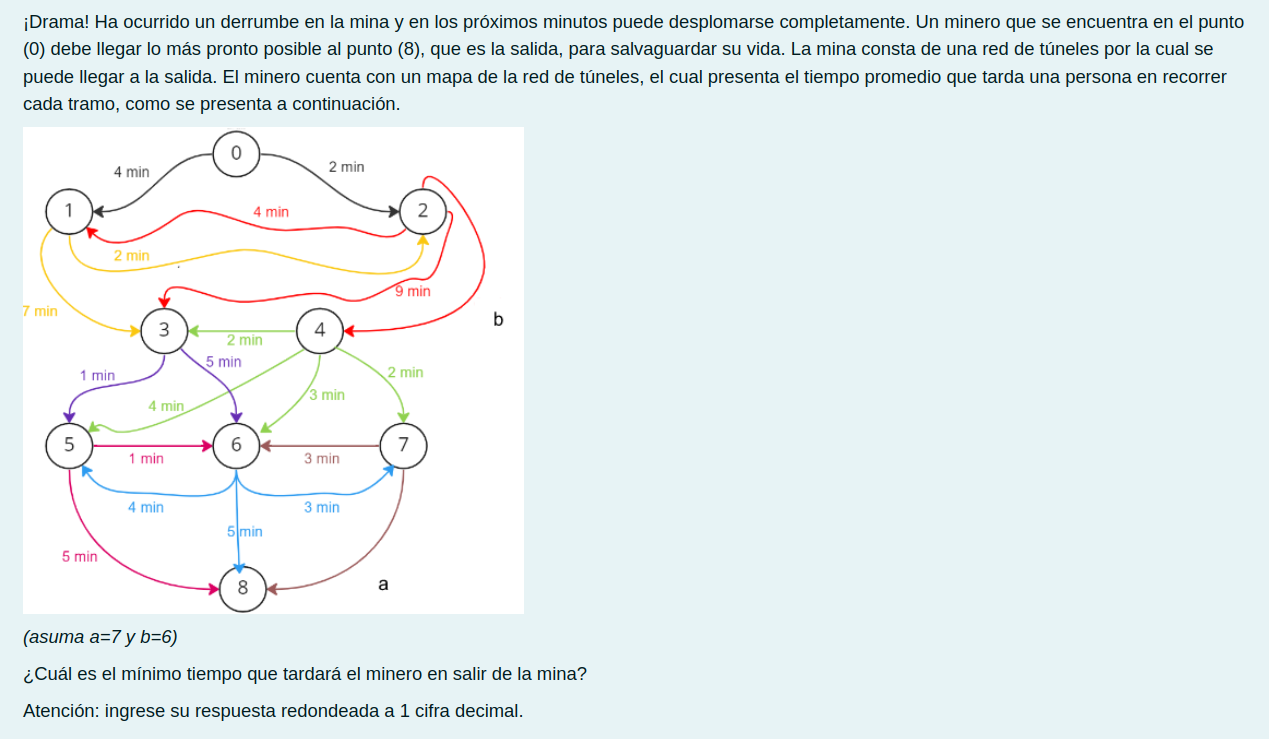 ¡Drama! Ha ocurrido un derrumbe en la mina y en los próximos minutos puede desplomarse completamente. Un minero que se encuentra en el punto
(0) debe llegar lo más pronto posible al punto (8), que es la salida, para salvaguardar su vida. La mina consta de una red de túneles por la cual se
puede llegar a la salida. El minero cuenta con un mapa de la red de túneles, el cual presenta el tiempo promedio que tarda una persona en recorrer
cada tramo, como se presenta a continuación.
0
4 min
2 min
1
4 min
2
2 min
9 min
7 min
b
3
4
2 min
5 min
1 min
2 min
4 min
3 min
5
6
7
1 min
3 min
4 min
3 min
5 min
5 min
8
a
(asuma a=7 y b=6)
¿Cuál es el mínimo tiempo que tardará el minero en salir de la mina?
Atención: ingrese su respuesta redondeada a 1 cifra decimal.